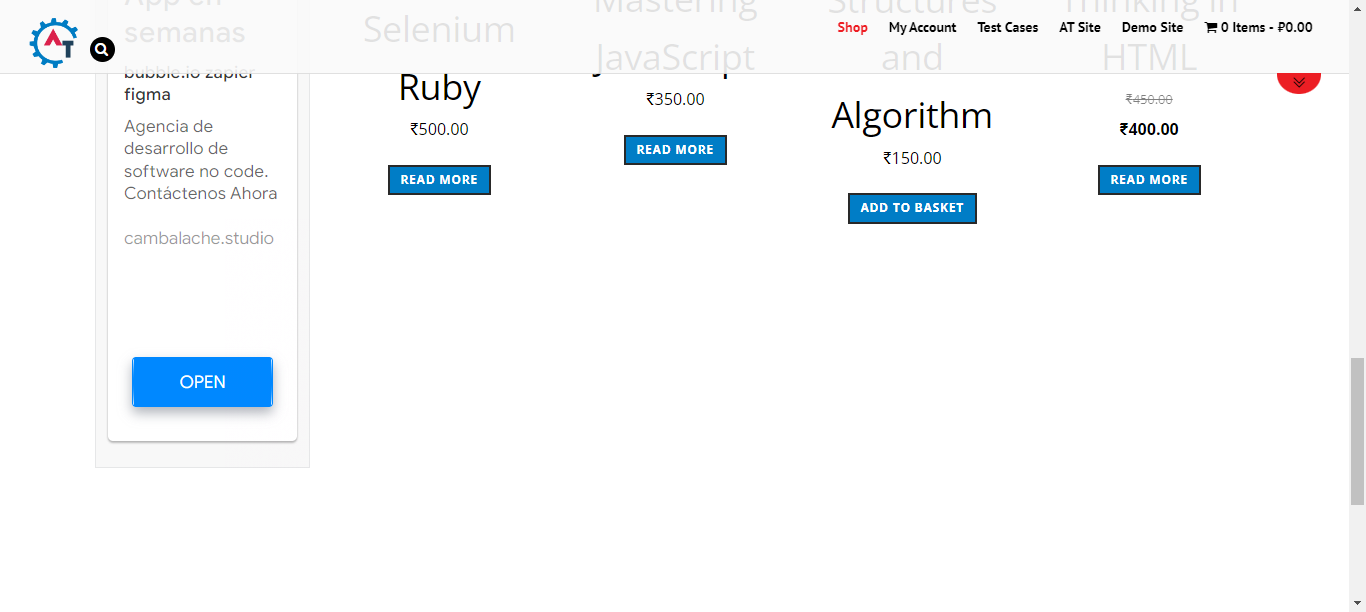 Shop
My Account
Test Cases
AT Site
Demo Site
0 Items - ₽0.00
App en
semanas
bubble.io zapier
figma
Agencia de
desarrollo de
software no code.
Contáctenos Ahora
cambalache.studio
OPEN
Selenium
Ruby
₹500.00
READ MORE
Mastering
JavaScript
₹350.00
READ MORE
Structures
and
Algorithm
₹150.00
ADD TO BASKET
Thinking in
HTML
₹450.00
₹400.00
READ MORE